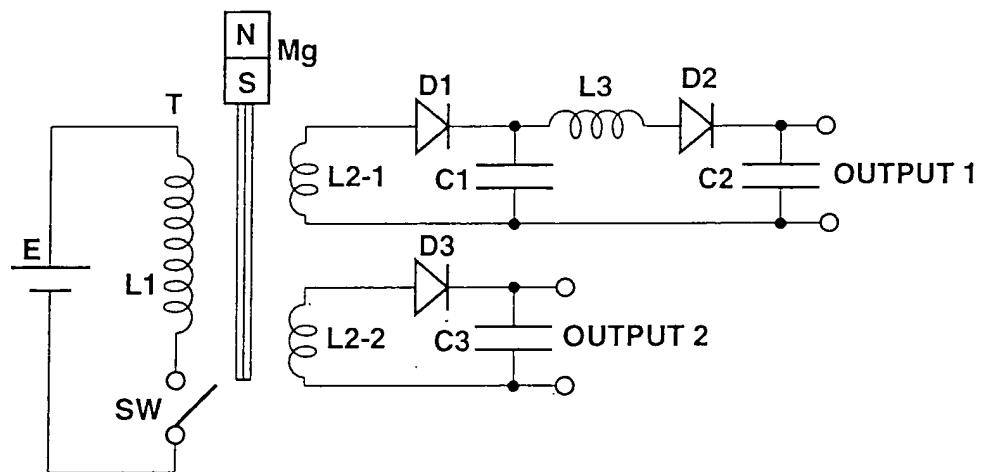 N
Mg
S
T
D1
L3
D2
L2-1
C1
C2
OUTPUT 1
E
L1
D3
L2-2
C3
OUTPUT 2
SW